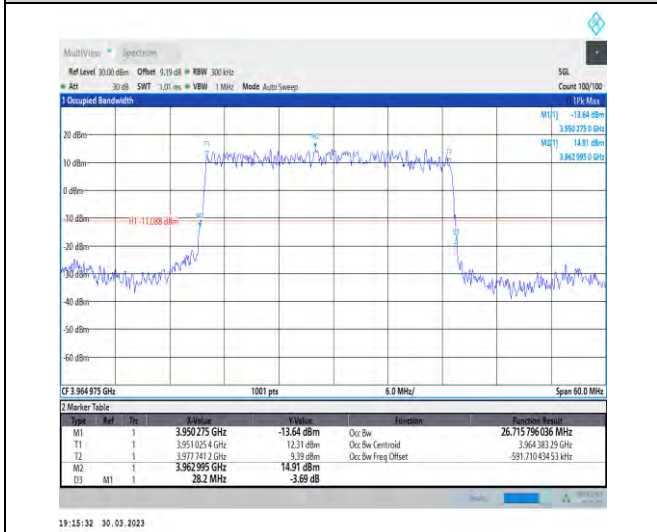 MultiView Spectrum
Ref Level 30.00 dBm Offset 9.19 dB RBW 300 kHz SGL
Att 30 dB SWT 1.01 ms VBW 1 MHz Mode Auto Sweep Count 100/100
1 Occupied Bandwidth 1Pk Max
M1[1] -13.64 dBm
3.950 275 0 GHz
M2[1] 14.91 dBm
3.962 995 0 GHz
20 dBm
10 dBm
0 dBm
-10 dBm
H1 -11.088 dBm
-20 dBm
-30 dBm
-40 dBm
-50 dBm
-60 dBm
T1
M2
M1
CF 3.964 975 GHz 1001 pts 6.0 MHz/ Span 60.0 MHz
2 Marker Table
Type Ref Trc X-Value Y-Value Function Function Result
M1 1 3.950 275 GHz -13.64 dBm Occ Bw 26.715 796 036 MHz
T1 1 3.951 025 4 GHz 12.31 dBm Occ Bw Centroid 3.964 383 29 GHz
T2 1 3.977 741 2 GHz 9.39 dBm Occ Bw Freq Offset -591.710 434 53 kHz
M2 1 3.962 995 GHz 14.91 dBm
D3 M1 1 28.2 MHz -3.69 dB
19:15:32 30.03.2023